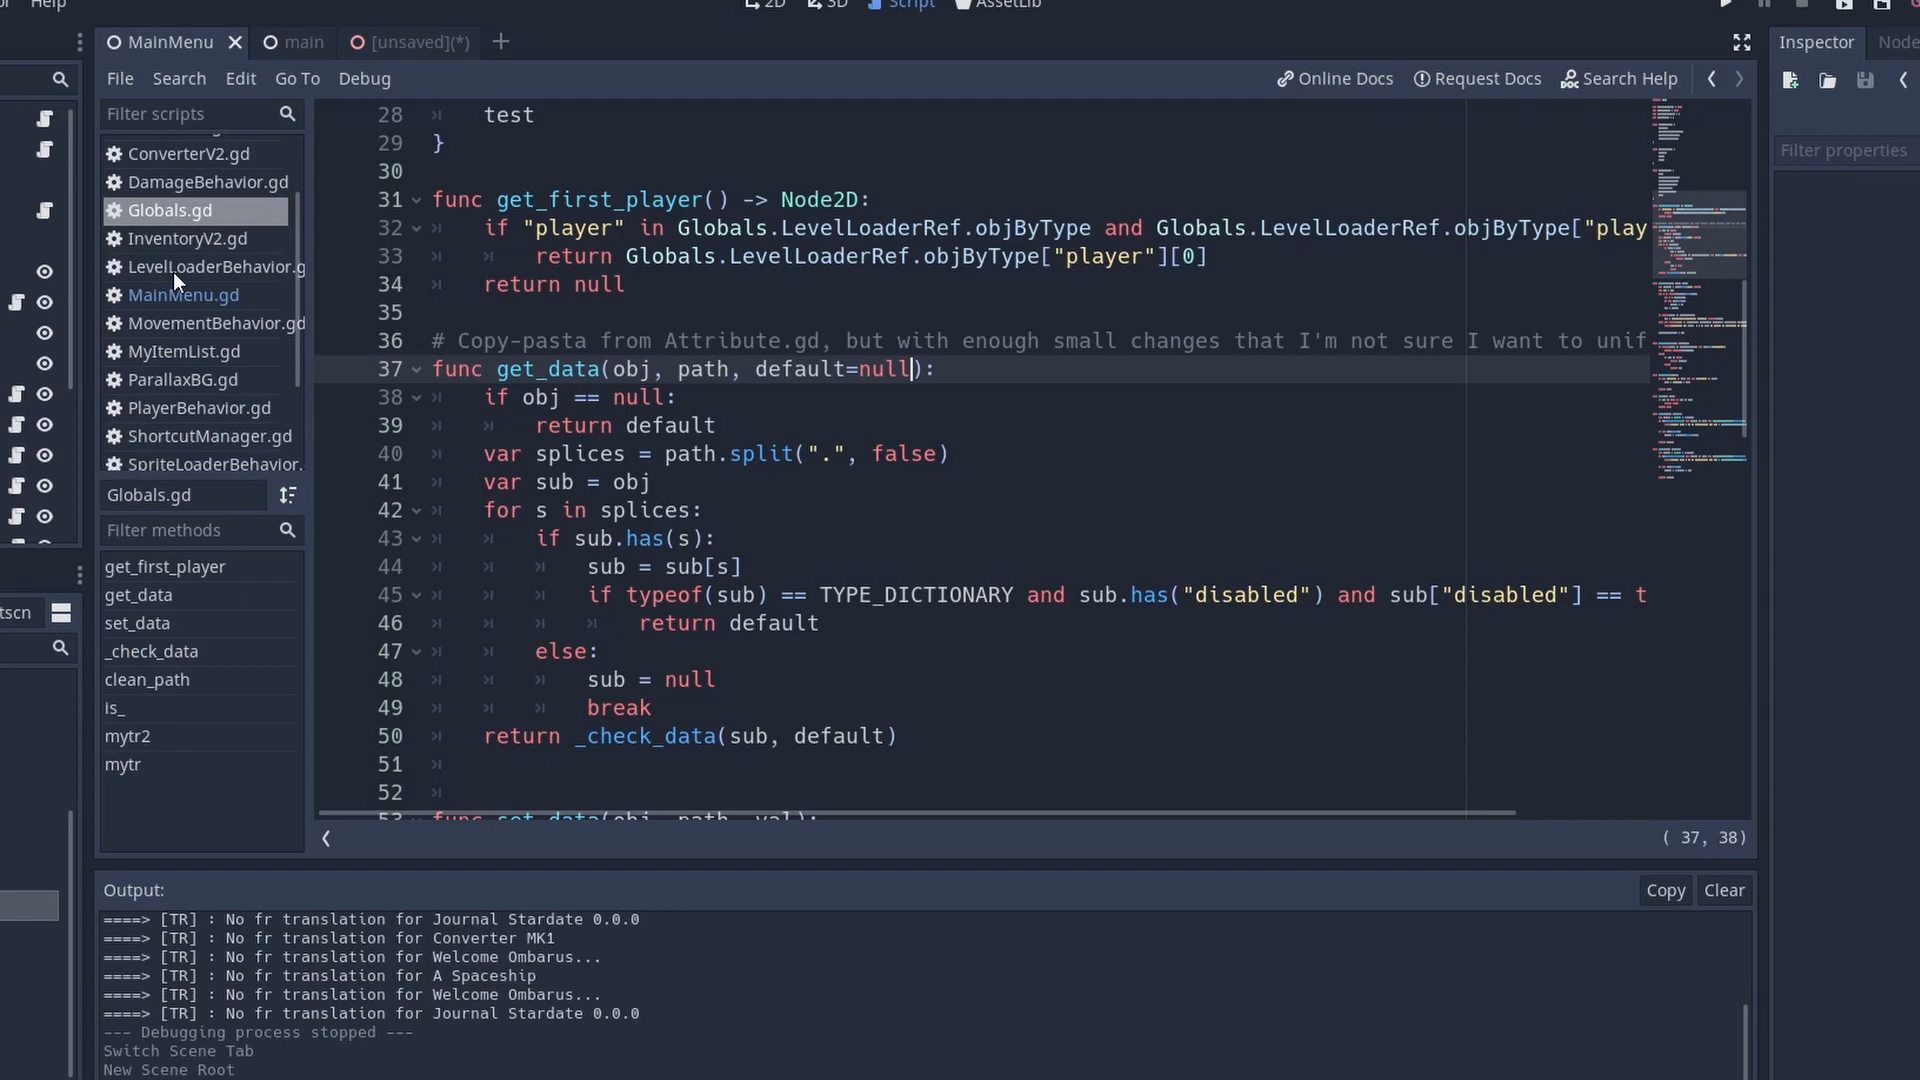 Help
2D
3D
Script
AssetLib
MainMenu
main
[unsaved](*)
Inspector
Node
File
Search
Edit
Go To
Debug
Online Docs
Request Docs
Search Help
Filter scripts
ConverterV2.gd
DamageBehavior.gd
Globals.gd
InventoryV2.gd
LevelLoaderBehavior.g
MainMenu.gd
MovementBehavior.gd
MyItemList.gd
ParallaxBG.gd
PlayerBehavior.gd
ShortcutManager.gd
SpriteLoaderBehavior.
Globals.gd
Filter methods
get_first_player
get_data
set_data
_check_data
clean_path
is_
mytr2
mytr
tscn
Filter properties
28 test
29 }
30
31 func get_first_player() -> Node2D:
32 if "player" in Globals.LevelLoaderRef.objByType and Globals.LevelLoaderRef.objByType["play
33 return Globals.LevelLoaderRef.objByType["player"][0]
34 return null
35
36 # Copy-pasta from Attribute.gd, but with enough small changes that I'm not sure I want to unif
37 func get_data(obj, path, default=null):
38 if obj == null:
39 return default
40 var splices = path.split(".", false)
41 var sub = obj
42 for s in splices:
43 if sub.has(s):
44 sub = sub[s]
45 if typeof(sub) == TYPE_DICTIONARY and sub.has("disabled") and sub["disabled"] == t
46 return default
47 else:
48 sub = null
49 break
50 return _check_data(sub, default)
51
52
53 func set_data(obj, path, val):
( 37, 38)
Output:
Copy
Clear
====> [TR] : No fr translation for Journal Stardate 0.0.0
====> [TR] : No fr translation for Converter MK1
====> [TR] : No fr translation for Welcome Ombarus...
====> [TR] : No fr translation for A Spaceship
====> [TR] : No fr translation for Welcome Ombarus...
====> [TR] : No fr translation for Journal Stardate 0.0.0
--- Debugging process stopped ---
Switch Scene Tab
New Scene Root